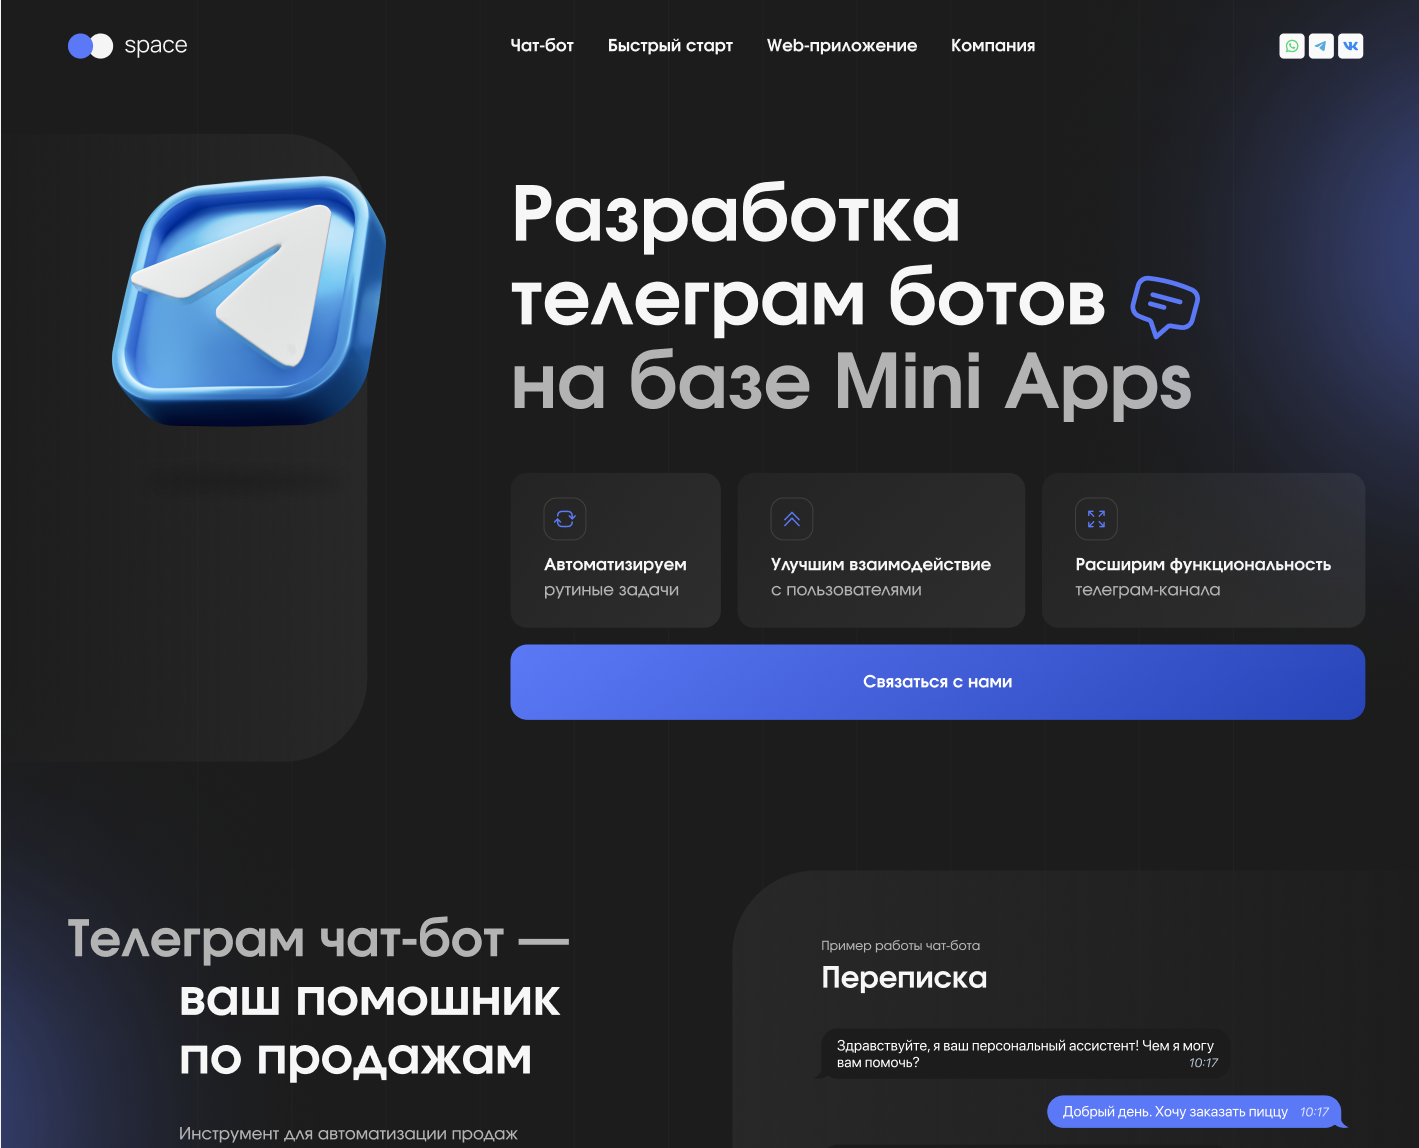 space
Чат-бот
Быстрый старт
Web-приложение
Компания
Разработка
телеграм ботов
на базе Mini Apps
Автоматизируем
рутиные задачи
Улучшим взаимодействие
с пользователями
Расширим функциональность
телеграм-канала
Связаться с нами
Телеграм чат-бот —
ваш помошник
по продажам
Инструмент для автоматизации продаж
Пример работы чат-бота
Переписка
Здравствуйте, я ваш персональный ассистент! Чем я могу
вам помочь? 10:17
Добрый день. Хочу заказать пиццу 10:17